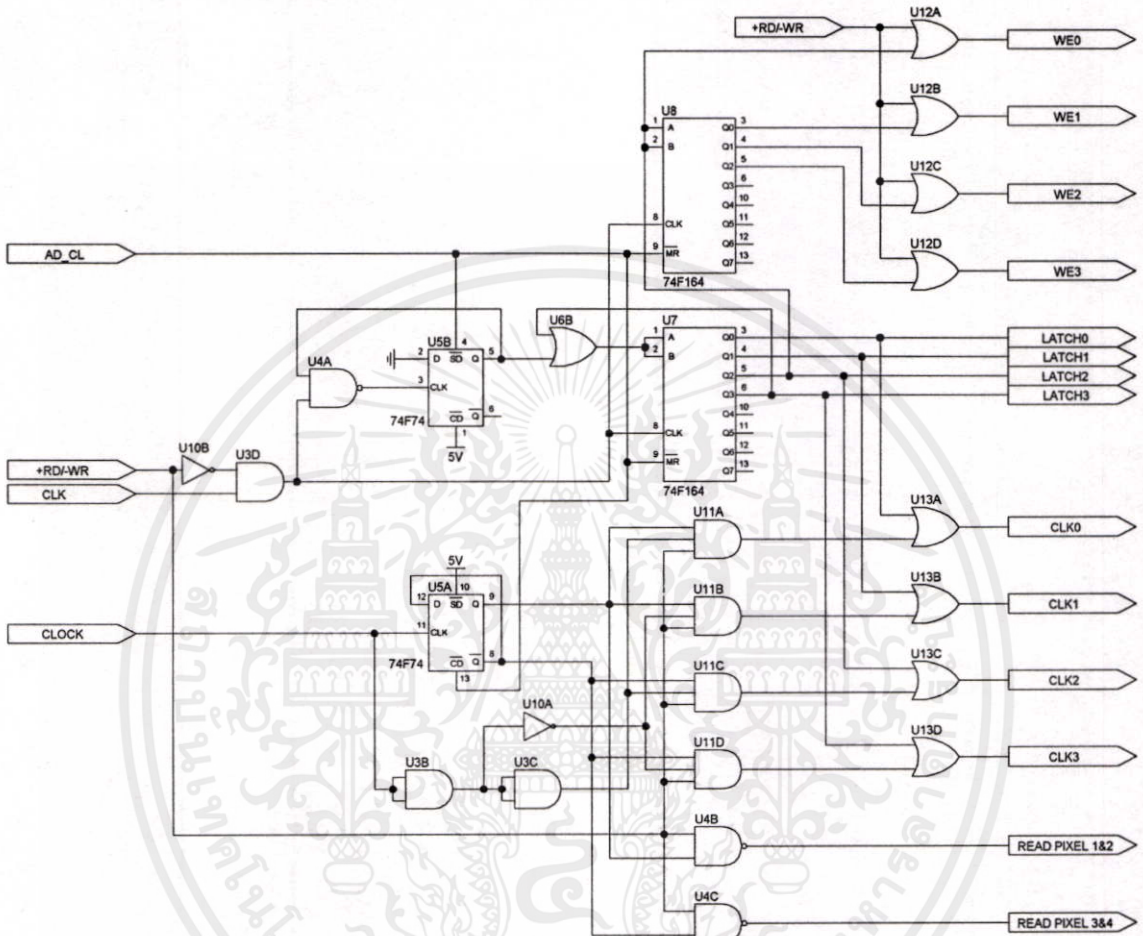 +RD/-WR
U12A
WE0
U12B
WE1
U12C
WE2
U12D
WE3
U8
1 A Q0 3
2 B Q1 4
Q2 5
Q3 6
Q4 10
8 CLK Q5 11
Q6 12
9 MR Q7 13
74F164
AD_CL
U6B
U7
1 A Q0 3
2 B Q1 4
Q2 5
Q3 6
Q4 10
8 CLK Q5 11
Q6 12
9 MR Q7 13
74F164
LATCH0
LATCH1
LATCH2
LATCH3
U4A
U5B
4
2 D SD Q 5
3 CLK
CD Q 6
74F74
1
5V
+RD/-WR
CLK
U10B
U3D
U11A
U13A
CLK0
U11B
U13B
CLK1
5V
U5A
10
12 D SD Q 9
11 CLK
CD Q 8
74F74
13
CLOCK
U11C
U13C
CLK2
U10A
U11D
U13D
CLK3
U3B
U3C
U4B
READ PIXEL 1&2
U4C
READ PIXEL 3&4